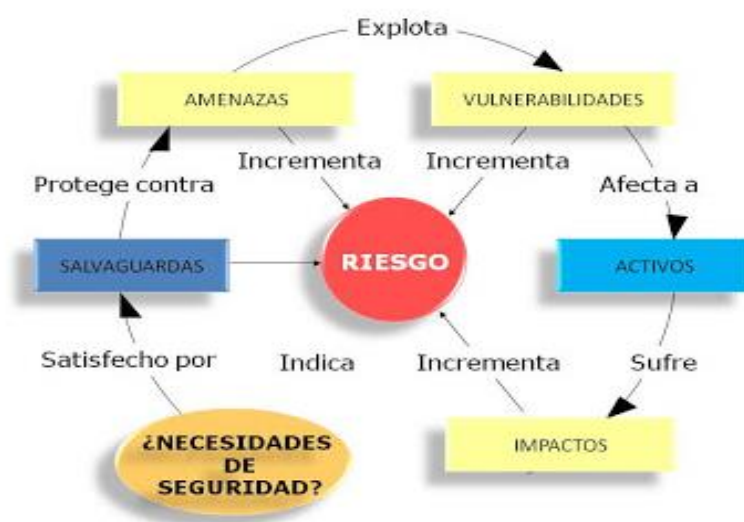 Explota
AMENAZAS
VULNERABILIDADES
Incrementa
Incrementa
Protege contra
Afecta a
SALVAGUARDAS
RIESGO
ACTIVOS
Satisfecho por
Indica
Incrementa
Sufre
¿NECESIDADES
DE
SEGURIDAD?
IMPACTOS